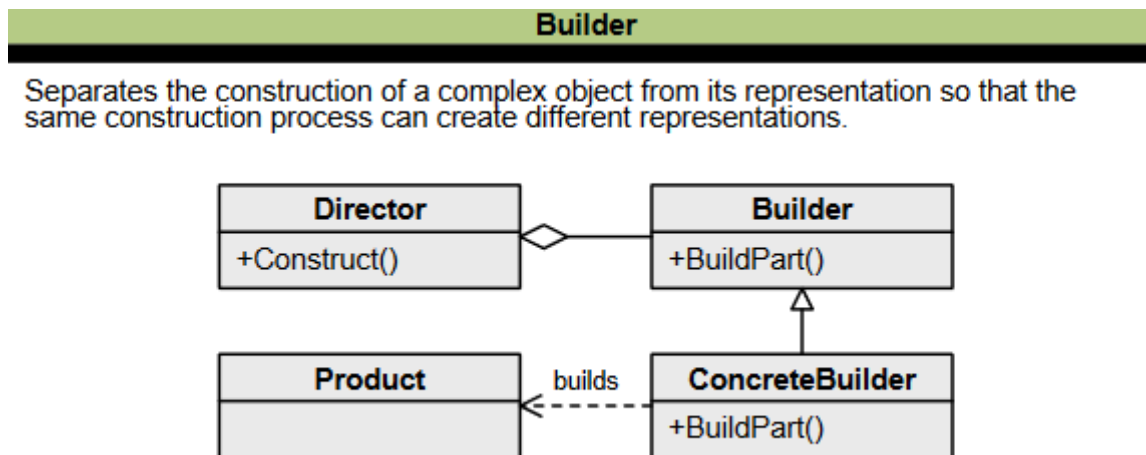 Builder
Separates the construction of a complex object from its representation so that the
same construction process can create different representations.
Director
Builder
+Construct()
+BuildPart()
Product
builds
ConcreteBuilder
+BuildPart()